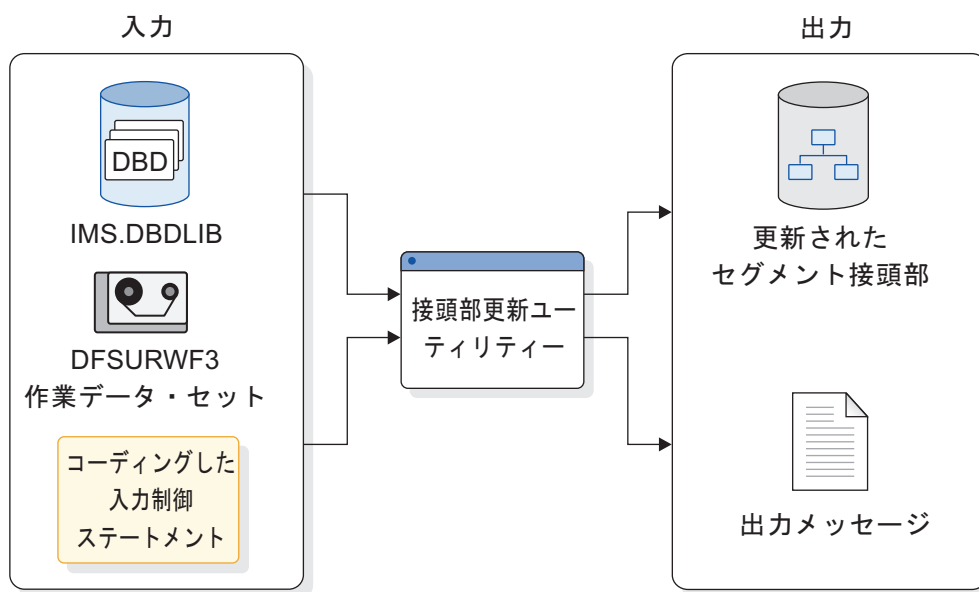 入力
DBD
IMS.DBDLIB
DFSURWF3
作業データ・セット
コーディングした
入力制御
ステートメント
接頭部更新ユー
ティリティー
出力
更新された
セグメント接頭部
出力メッセージ